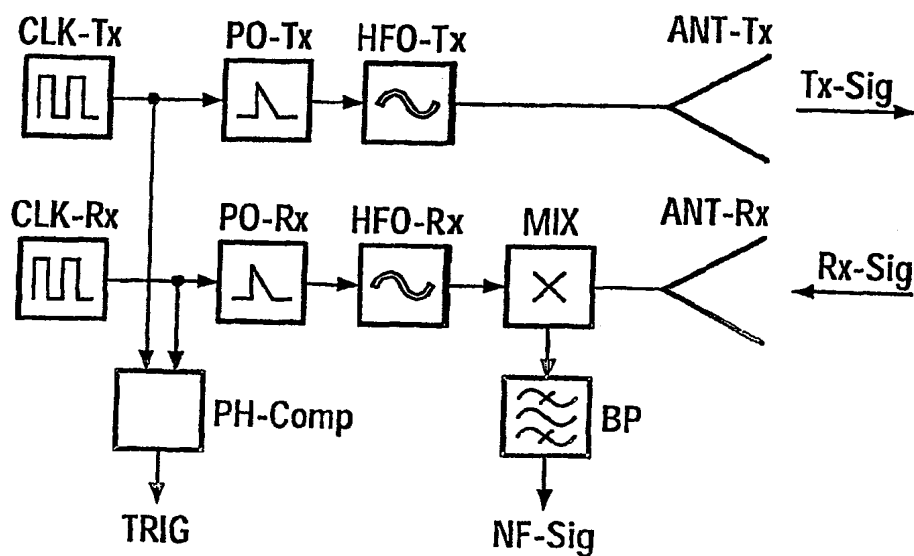 CLK-Tx PO-Tx HFO-Tx ANT-Tx
Tx-Sig
CLK-Rx PO-Rx HFO-Rx MIX ANT-Rx
Rx-Sig
PH-Comp BP
TRIG NF-Sig